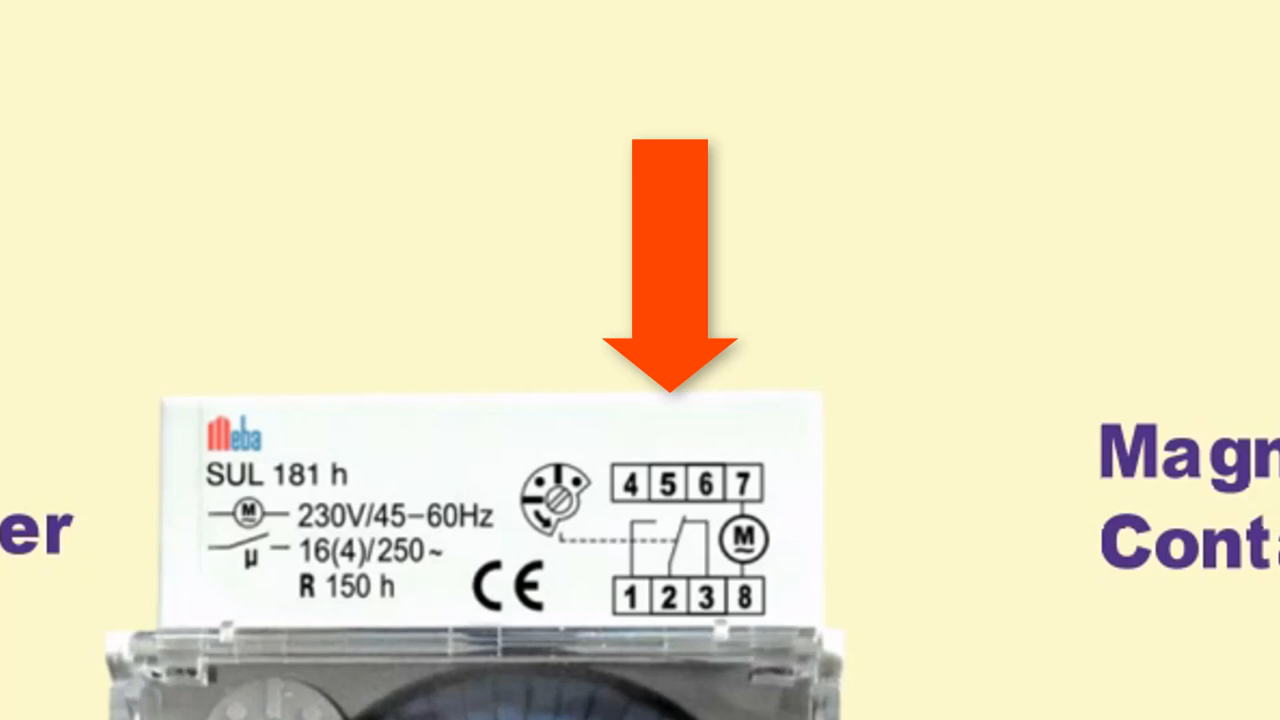 Meba
SUL 181 h
M 230V/45–60Hz
µ 16(4)/250~
R 150 h
CE
4 5 6 7
M
1 2 3 8
er
Magn
Cont